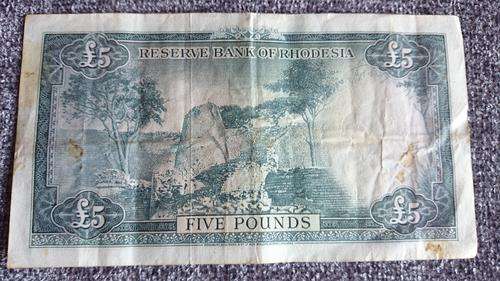 £5 £5
RESERVE BANK OF RHODESIA
£5 £5
FIVE POUNDS